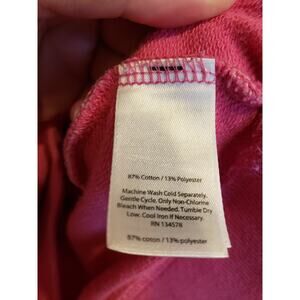 87% Cotton / 13% Polyester
Machine Wash Cold Separately.
Gentle Cycle. Only Non-Chlorine
Bleach When Needed. Tumble Dry
Low. Cool Iron If Necessary.
RN 134578
87% cotton / 13% polyester